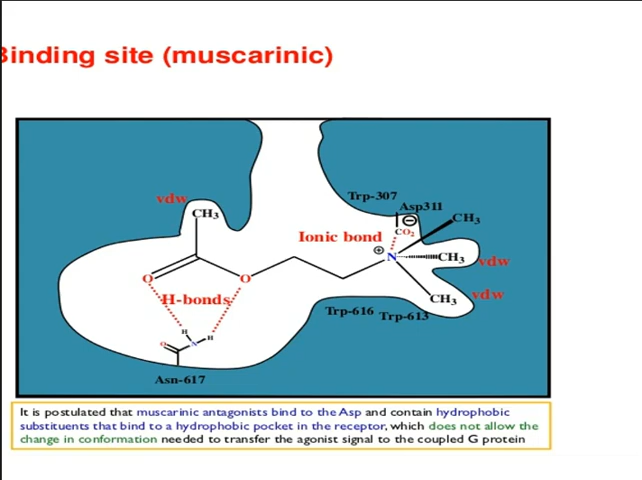 Binding site (muscarinic)
vdw
CH3
Trp-307
Asp311
CO2
CH3
Ionic bond
N
CH3
vdw
O
O
H-bonds
CH3
vdw
Trp-616
Trp-613
H
H
O
N
Asn-617
It is postulated that muscarinic antagonists bind to the Asp and contain hydrophobic
substituents that bind to a hydrophobic pocket in the receptor, which does not allow the
change in conformation needed to transfer the agonist signal to the coupled G protein